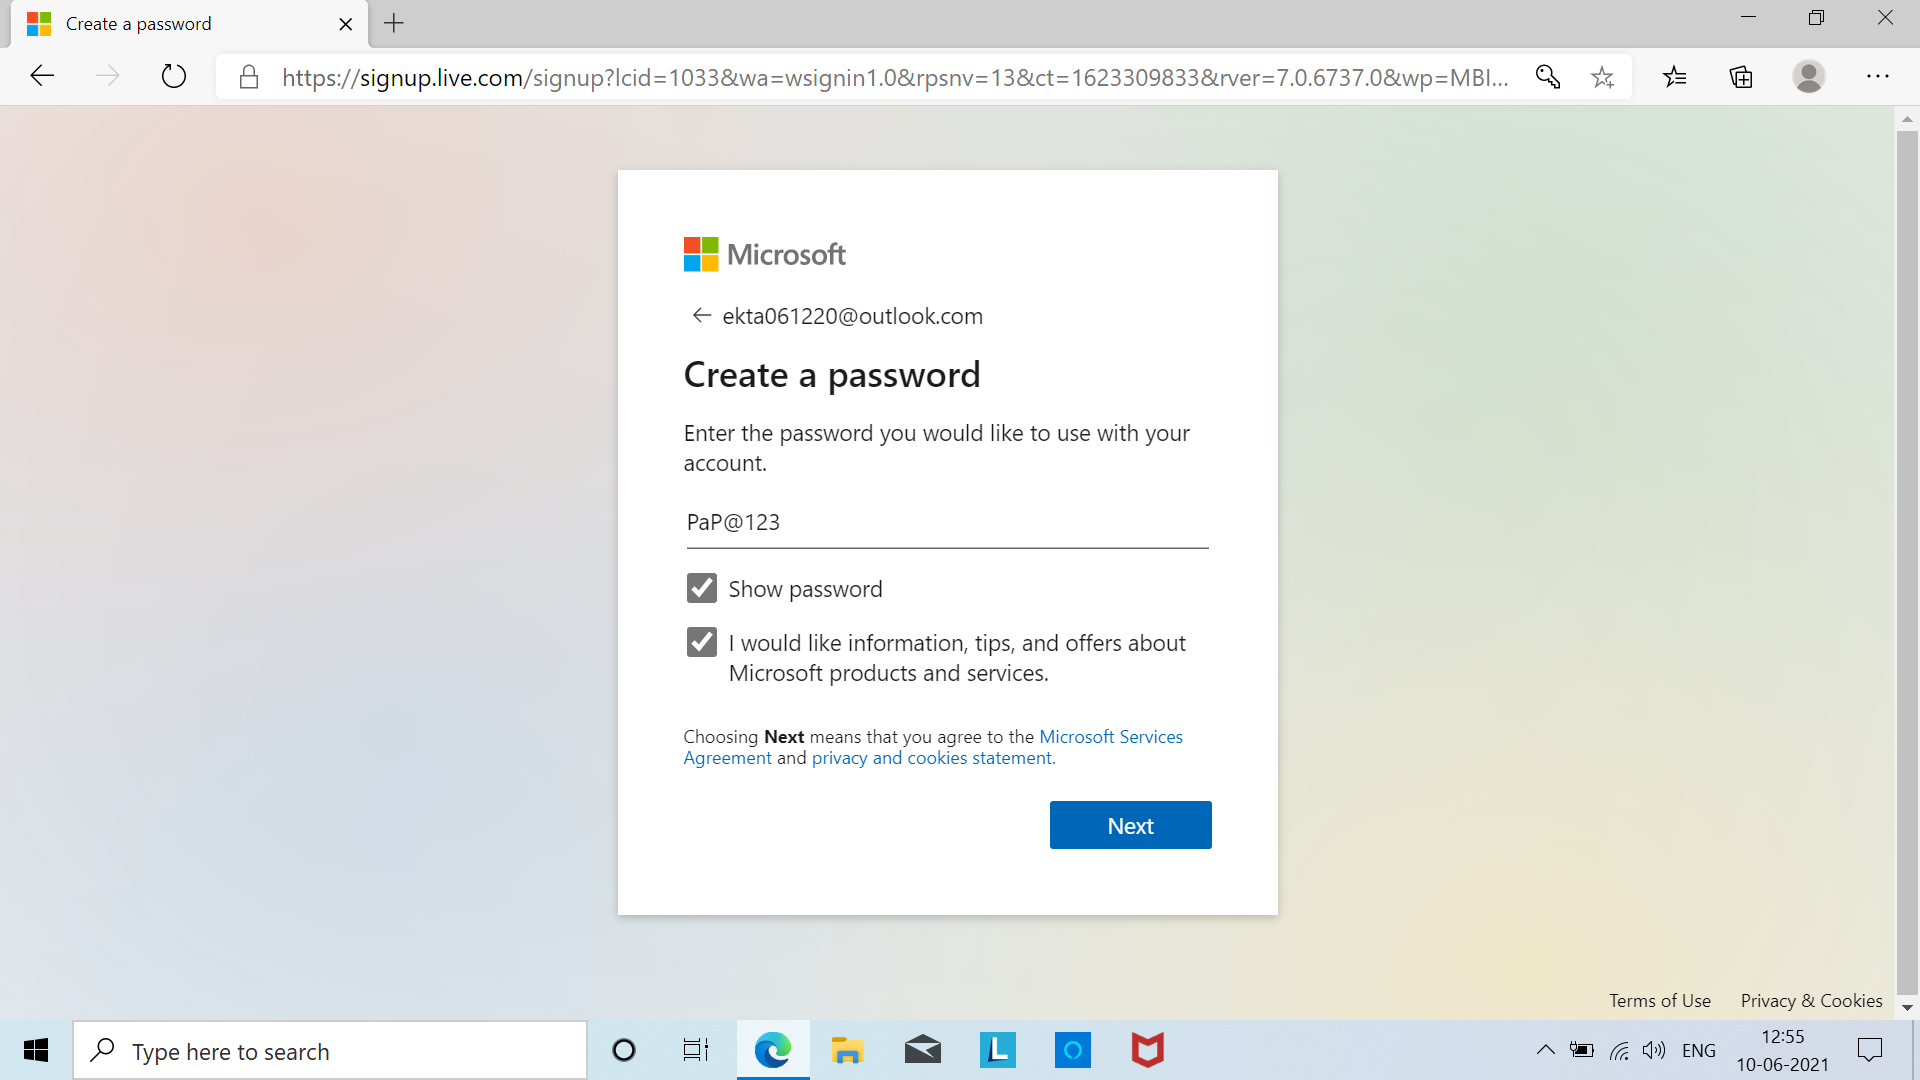 Create a password
https://signup.live.com/signup?lcid=1033&wa=wsignin1.0&rpsnv=13&ct=1623309833&rver=7.0.6737.0&wp=MBI...
Microsoft
ekta061220@outlook.com
Create a password
Enter the password you would like to use with your
account.
PaP@123
Show password
I would like information, tips, and offers about
Microsoft products and services.
Choosing Next means that you agree to the Microsoft Services
Agreement and privacy and cookies statement.
Next
Terms of Use Privacy & Cookies
Type here to search
L
ENG
12:55
10-06-2021